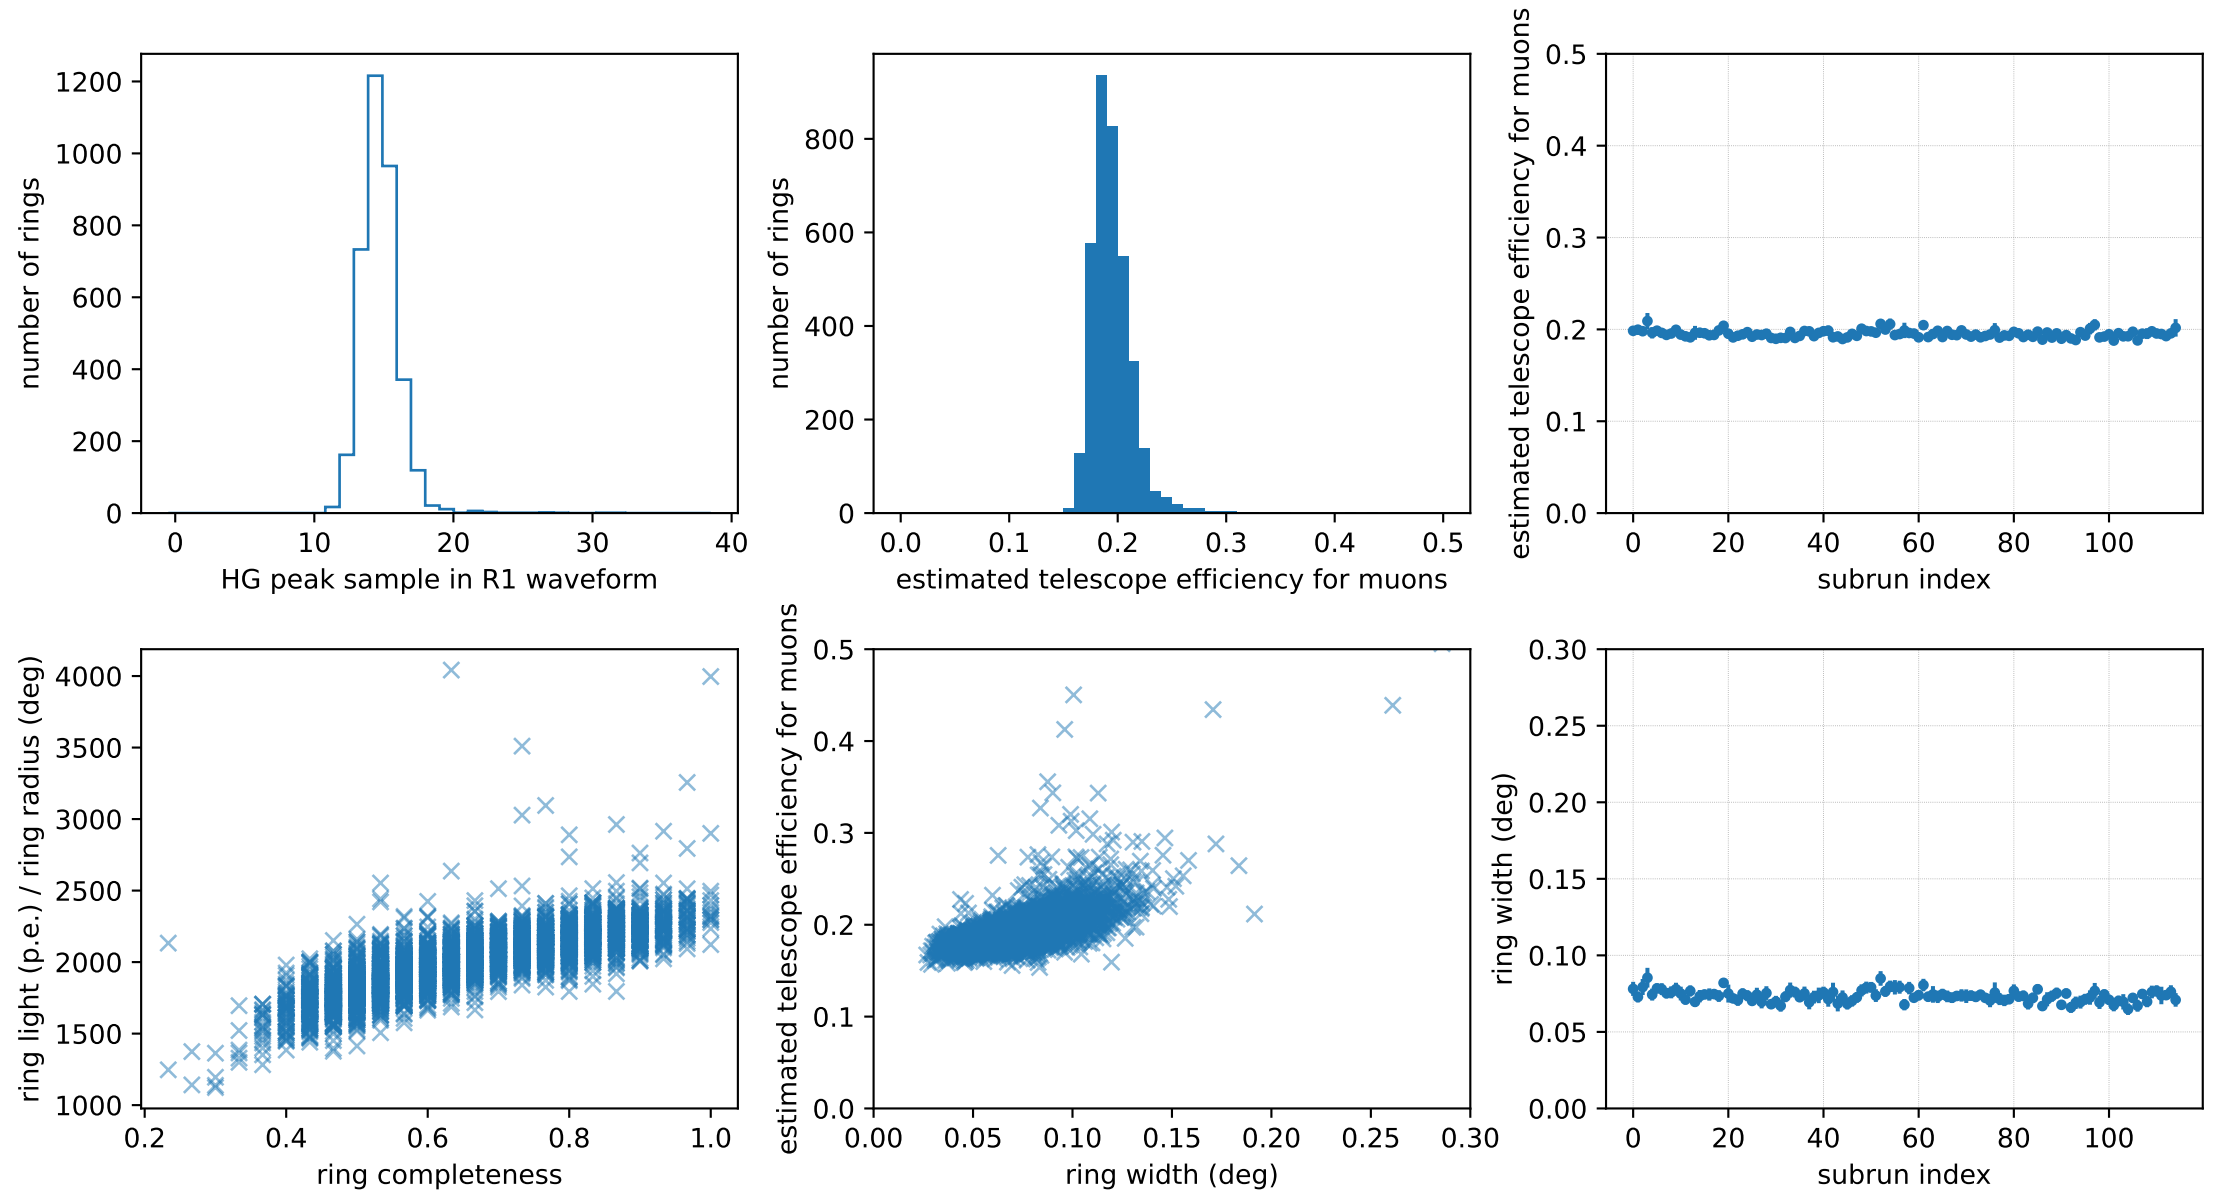 1200
1000
800
600
400
200
0
number of rings
0 10 20 30 40
HG peak sample in R1 waveform
800
600
400
200
0
number of rings
0.0 0.1 0.2 0.3 0.4 0.5
estimated telescope efficiency for muons
0.5
0.4
0.3
0.2
0.1
0.0
estimated telescope efficiency for muons
0 20 40 60 80 100
subrun index
4000
3500
3000
2500
2000
1500
1000
ring light (p.e.) / ring radius (deg)
0.2 0.4 0.6 0.8 1.0
ring completeness
0.5
0.4
0.3
0.2
0.1
0.0
estimated telescope efficiency for muons
0.00 0.05 0.10 0.15 0.20 0.25 0.30
ring width (deg)
0.30
0.25
0.20
0.15
0.10
0.05
0.00
ring width (deg)
0 20 40 60 80 100
subrun index